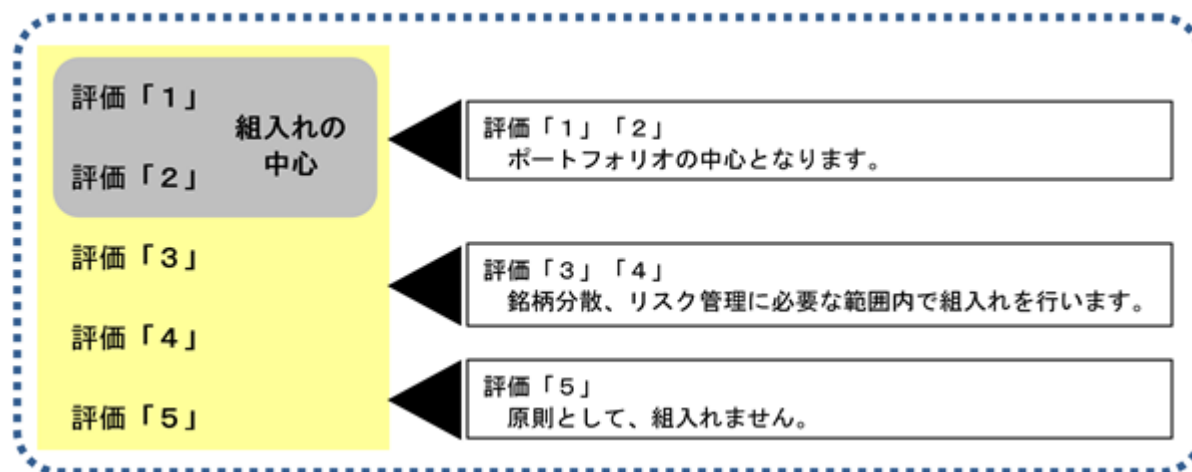 評価「１」
評価「２」
組入れの
中心
評価「３」
評価「４」
評価「５」
評価「１」「２」
ポートフォリオの中心となります。
評価「３」「４」
銘柄分散、リスク管理に必要な範囲内で組入れを行います。
評価「５」
原則として、組入れません。